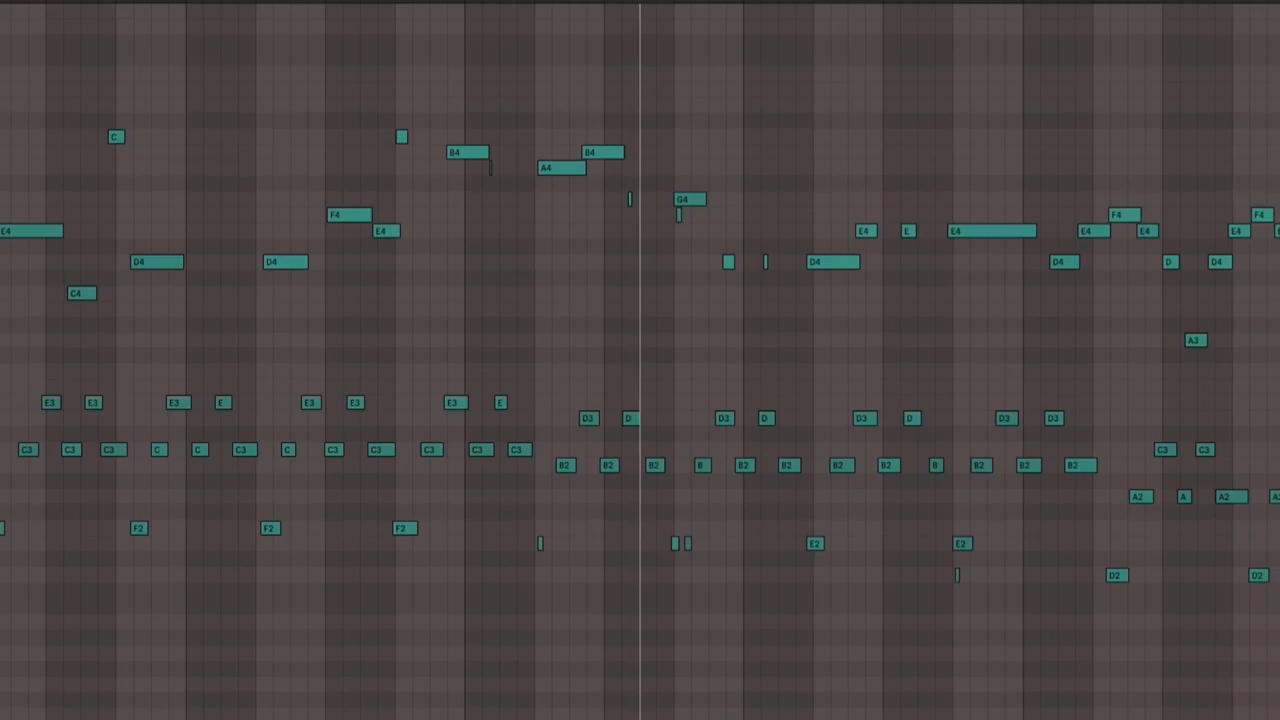 C
B4 B4
A4
G4
F4 F4 F4
E4 E4 E4 E E4 E4 E4 E4
D4 D4 D4 D4 D D4
C4
A3
E3 E3 E3 E E3 E3 E3 E
D3 D D3 D D3 D D3 D3
C3 C3 C3 C C C3 C C3 C3 C3 C3 C3 C3 C3
B2 B2 B2 B B2 B2 B2 B2 B B2 B2 B2
A2 A A2
F2 F2 F2
E2 E2
D2 D2